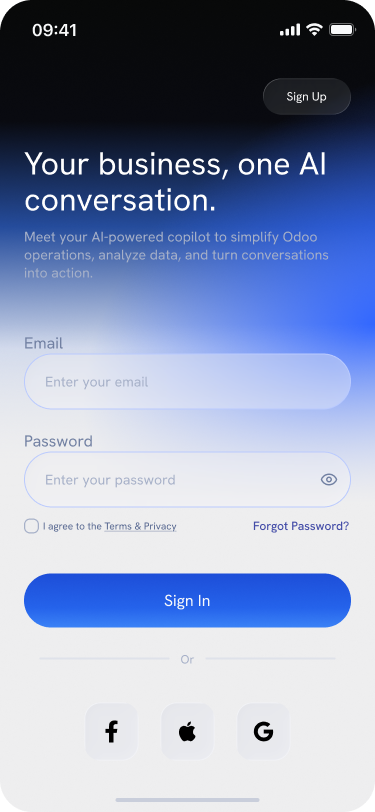 09:41
Sign Up
Your business, one AI
conversation.
Meet your AI-powered copilot to simplify Odoo
operations, analyze data, and turn conversations
into action.
Email
Enter your email
Password
Enter your password
I agree to the Terms & Privacy
Forgot Password?
Sign In
Or